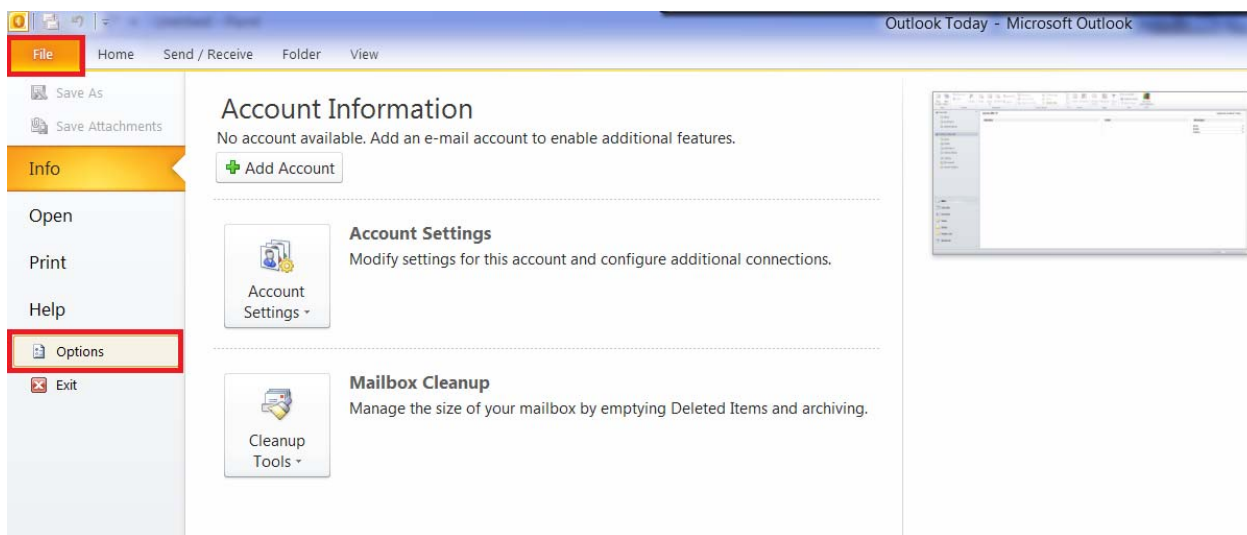 Outlook Today - Microsoft Outlook
File Home Send / Receive Folder View
Save As
Save Attachments
Info
Open
Print
Help
Options
Exit
Account Information
No account available. Add an e-mail account to enable additional features.
Add Account
Account Settings
Modify settings for this account and configure additional connections.
Account
Settings
Mailbox Cleanup
Manage the size of your mailbox by emptying Deleted Items and archiving.
Cleanup
Tools